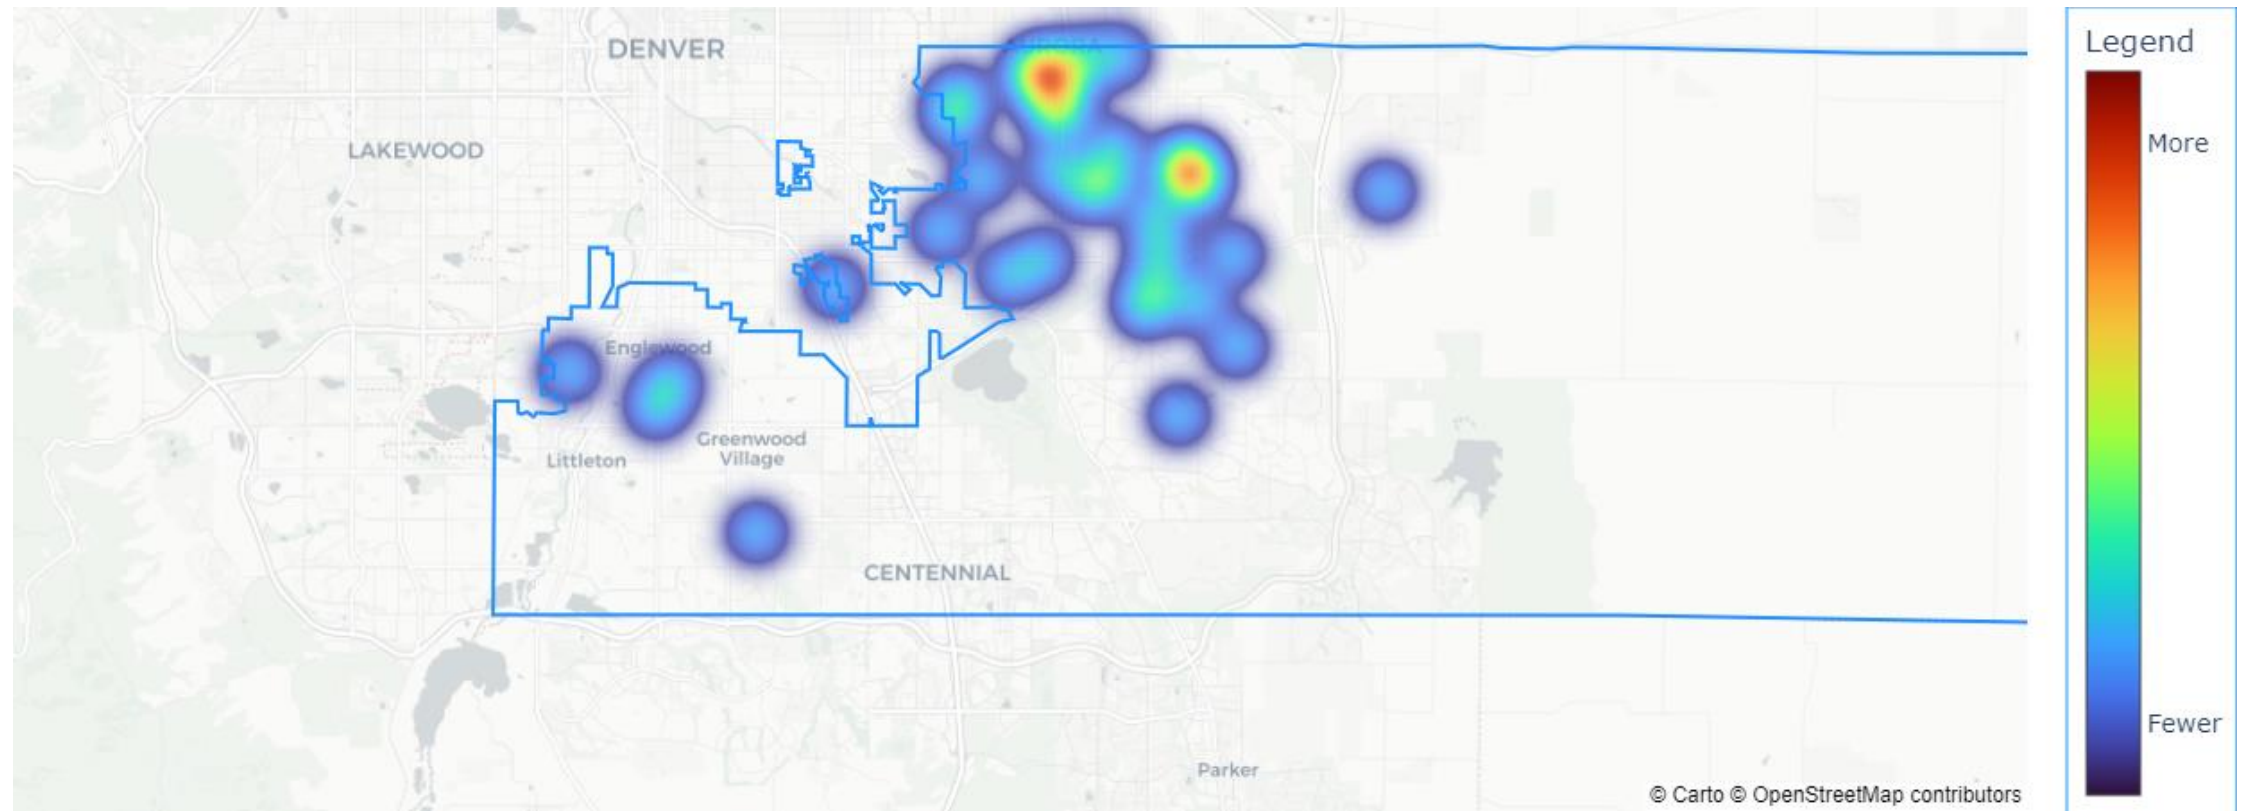 DENVER
LAKEWOOD
Englewood
Greenwood
Village
Littleton
CENTENNIAL
Parker
© Carto © OpenStreetMap contributors
Legend
More
Fewer